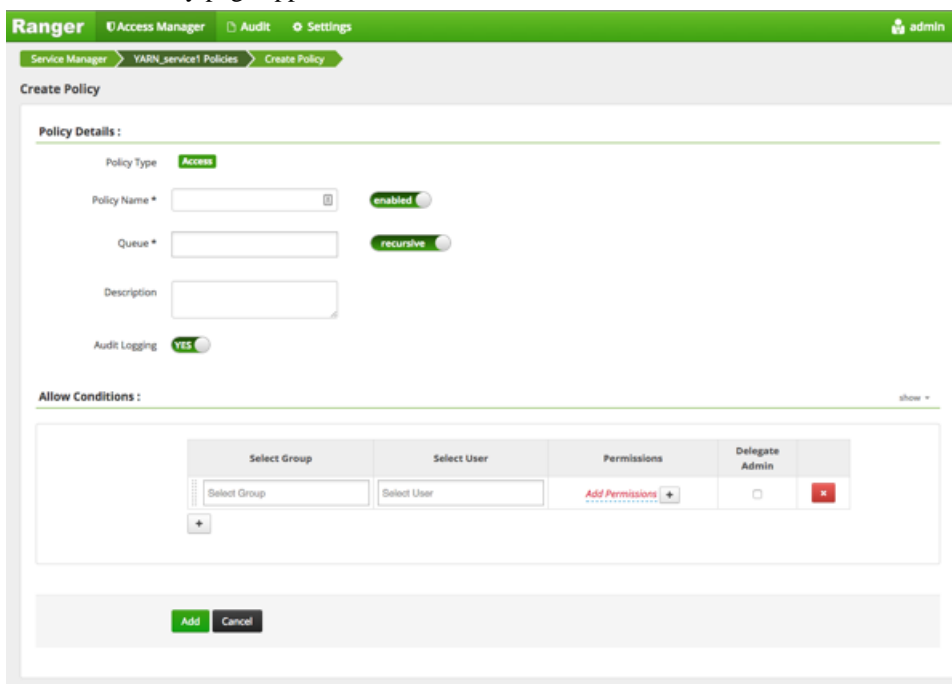 Ranger Access Manager Audit Settings admin
Service Manager YARN_service1 Policies Create Policy
Create Policy
Policy Details :
Policy Type Access
Policy Name * enabled
Queue * recursive
Description
Audit Logging YES
Allow Conditions : show
Select Group Select User Permissions Delegate Admin
Select Group Select User Add Permissions +
+
Add Cancel